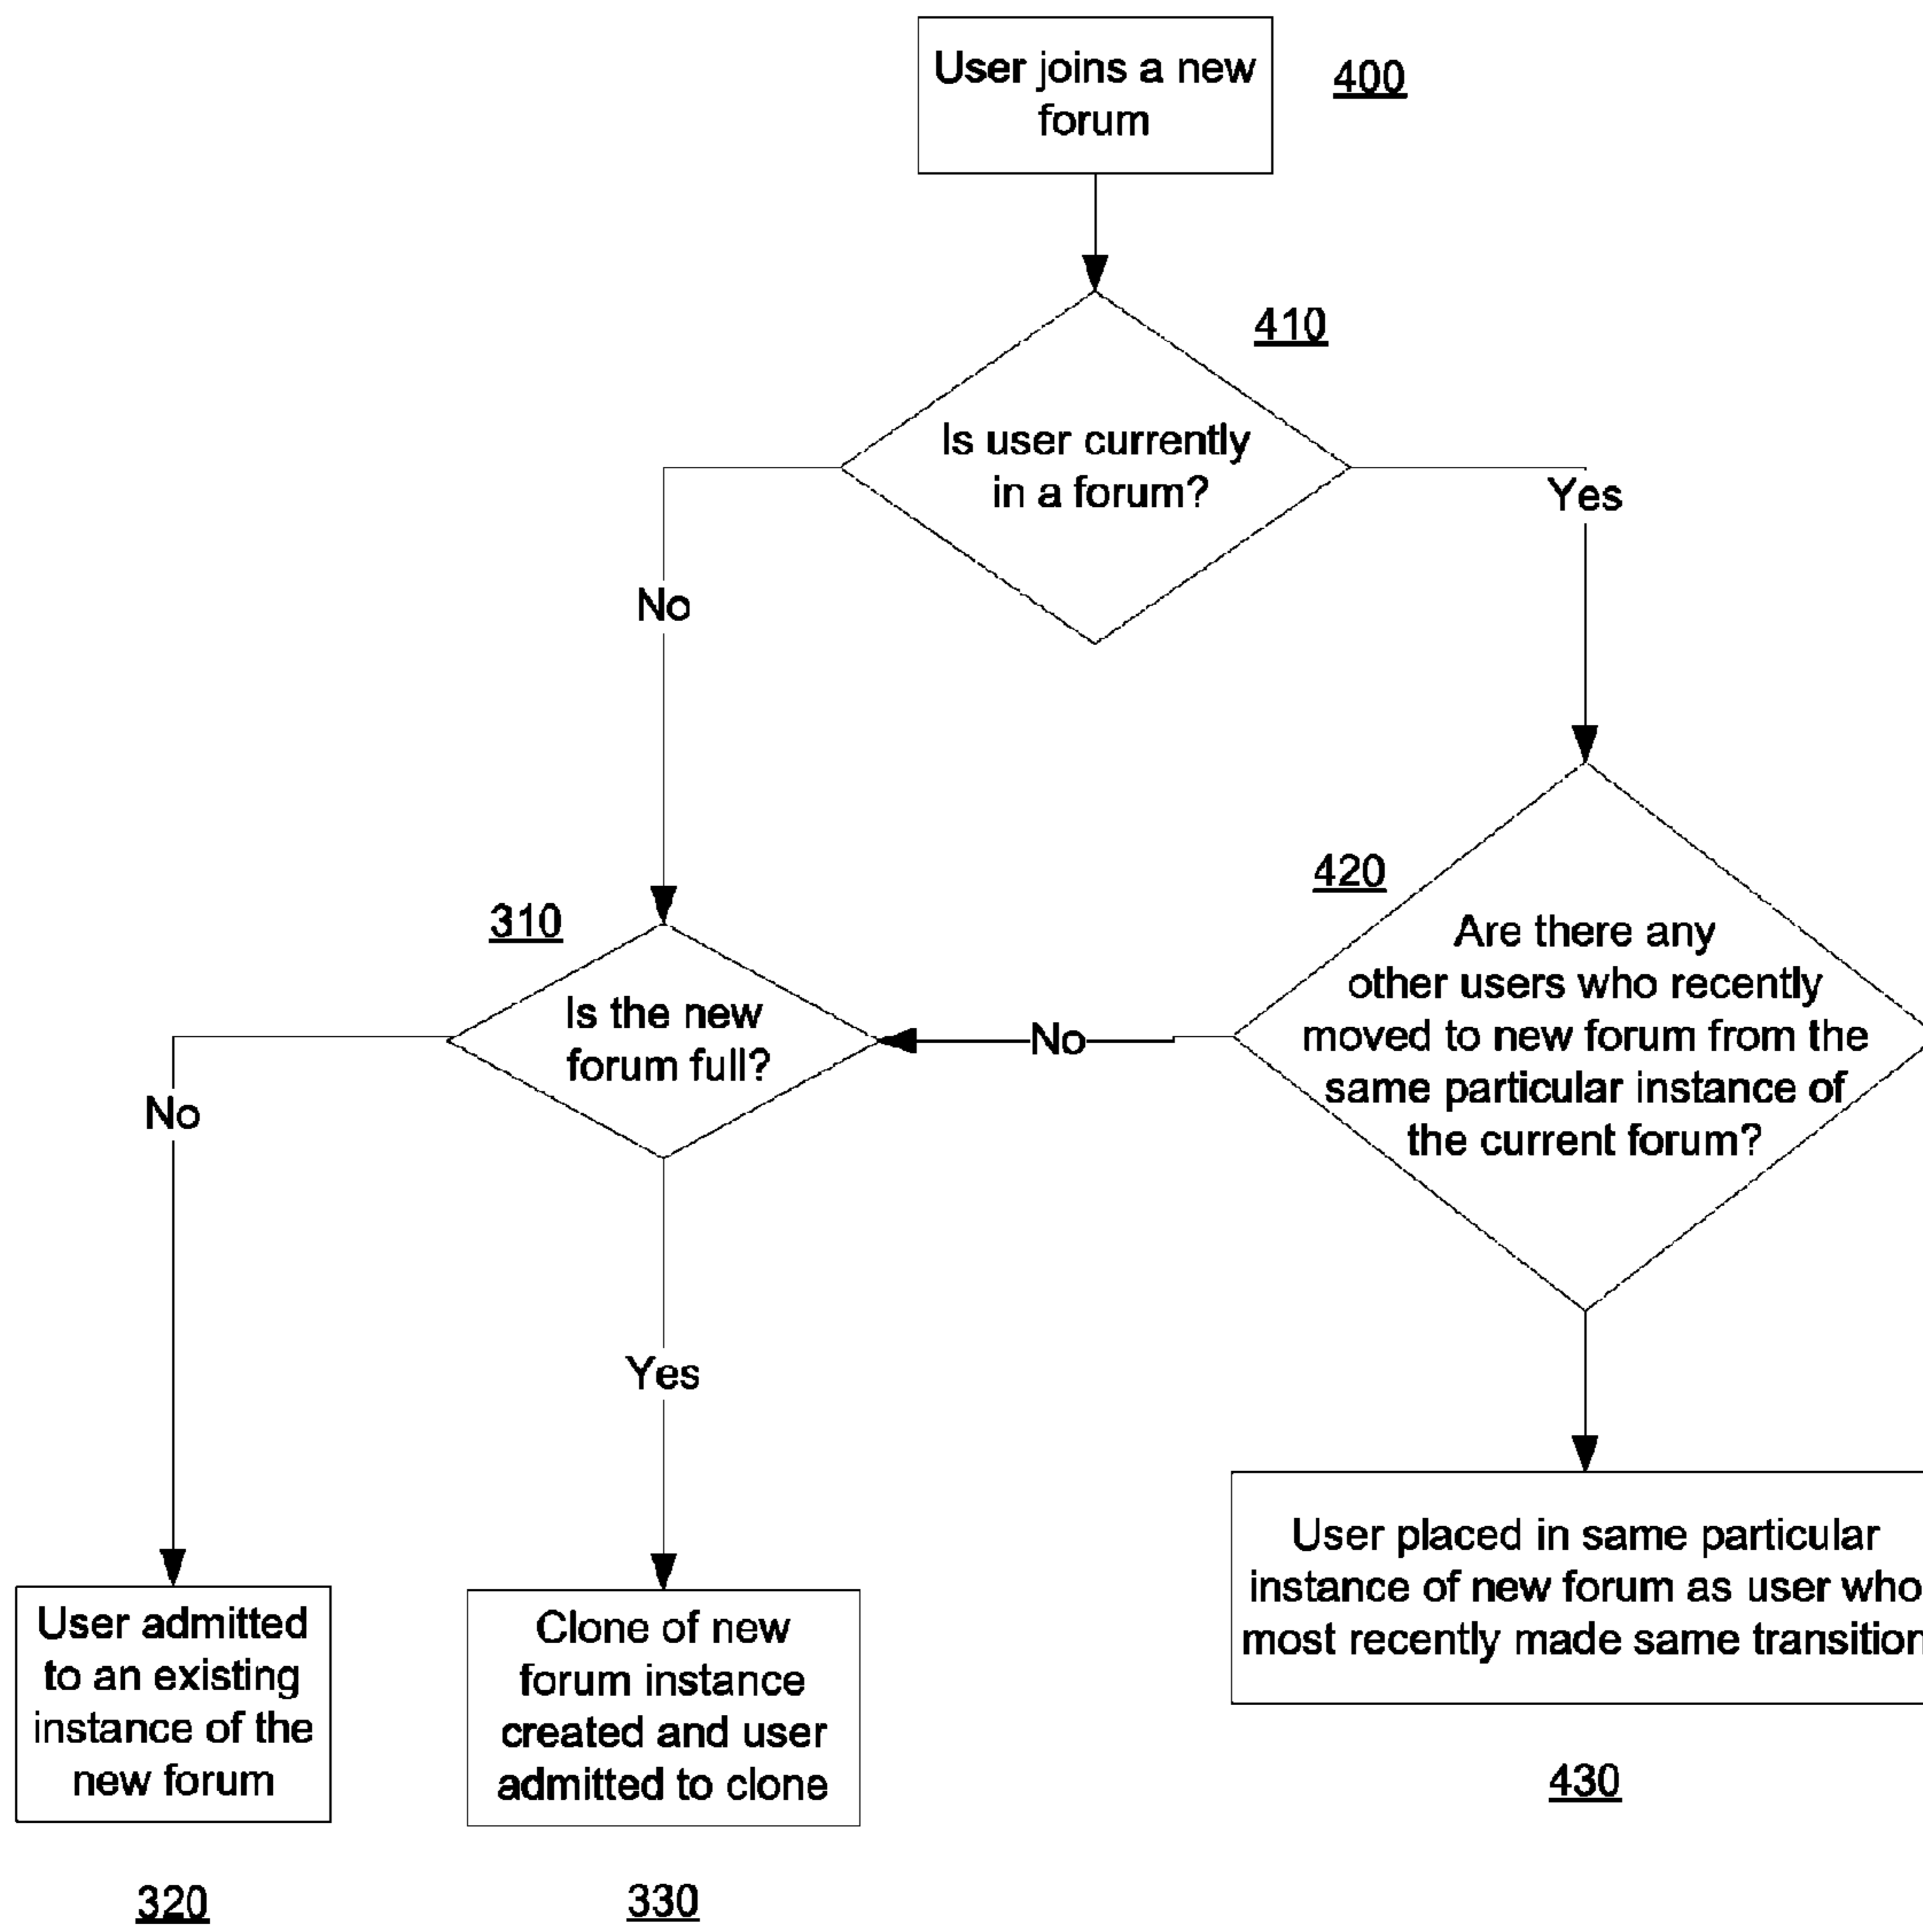 User joins a new
forum
400
410
Is user currently
in a forum?
Yes
No
420
Are there any
other users who recently
moved to new forum from the
same particular instance of
the current forum?
310
Is the new
forum full?
No
No
Yes
User placed in same particular
instance of new forum as user who
most recently made same transition
430
User admitted
to an existing
instance of the
new forum
320
Clone of new
forum instance
created and user
admitted to clone
330